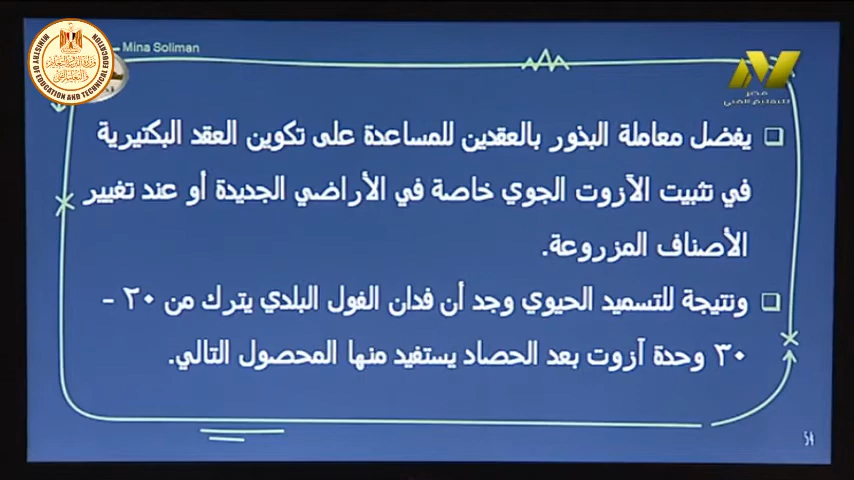 Mina Soliman
MINISTRY OF EDUCATION AND TECHNICAL EDUCATION
مصر
للتعليم الفني
يفضل معاملة البذور بالعقدين للمساعدة على تكوين العقد البكتيرية
في تثبيت الآزوت الجوي خاصة في الأراضي الجديدة أو عند تغيير
الأصناف المزروعة.
ونتيجة للتسميد الحيوي وجد أن فدان الفول البلدي يترك من ٢٠ –
٣٠ وحدة آزوت بعد الحصاد يستفيد منها المحصول التالي.
54